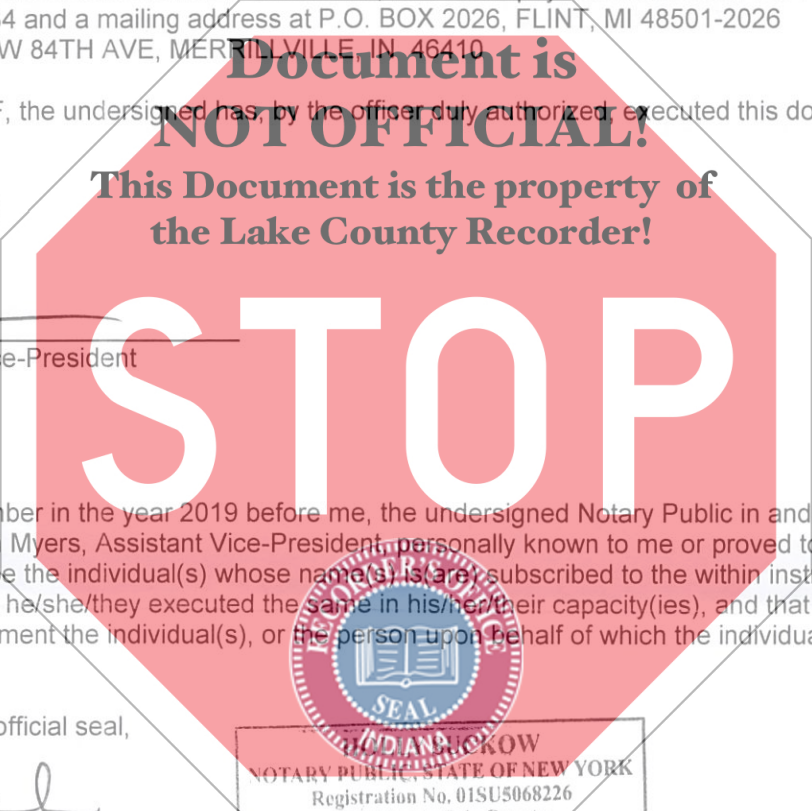 4 and a mailing address at P.O. BOX 2026, FLINT, MI 48501-2026
W 84TH AVE, MERRILLVILLE, IN 46410
Document is
, the undersigned has, by the officer duly authorized, executed this do
NOT OFFICIAL!
This Document is the property of
the Lake County Recorder!
STOP
ce-President
ber in the year 2019 before me, the undersigned Notary Public in and
Myers, Assistant Vice-President, personally known to me or proved to
e the individual(s) whose name(s) is(are) subscribed to the within inst
he/she/they executed the same in his/her/their capacity(ies), and that
ment the individual(s), or the person upon behalf of which the individua
RECORDER'S OFFICE
SEAL
INDIANA
official seal,
NOTARY PUBLIC, STATE OF NEW YORK
Registration No. 01SU5068226